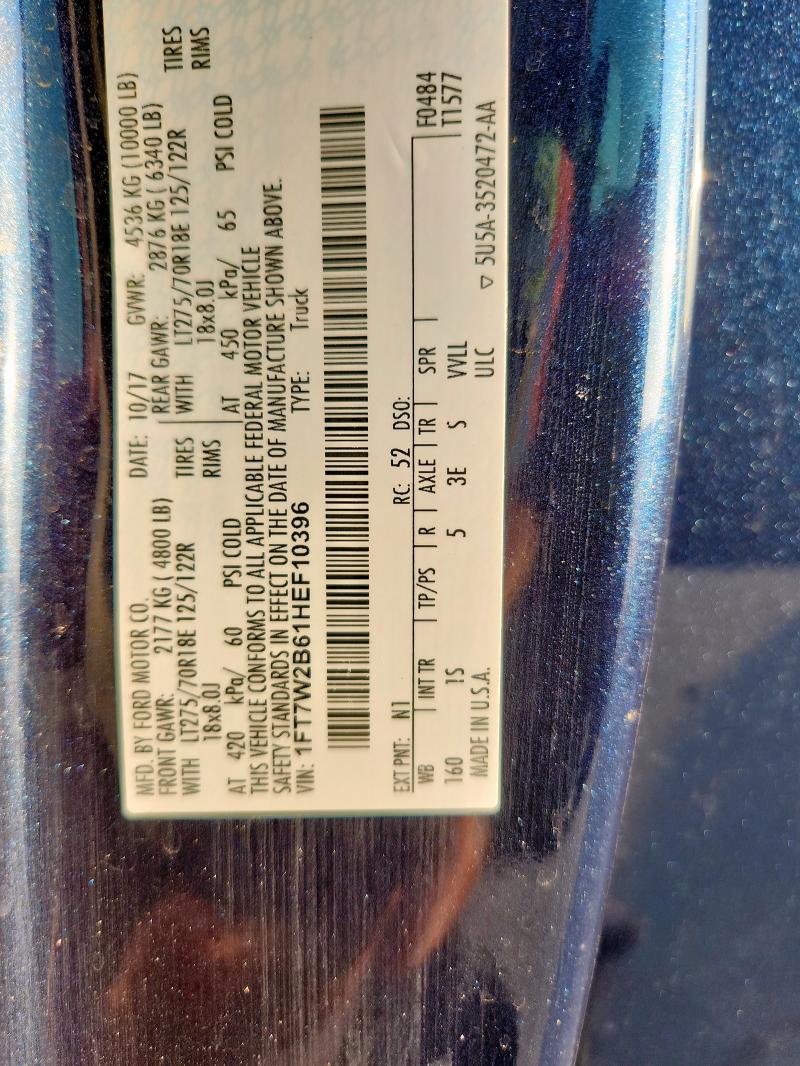 MFD. BY FORD MOTOR CO.
DATE: 10/17 GVWR: 4536 KG (10000 LB)
FRONT GAWR: 2177 KG ( 4800 LB)
REAR GAWR: 2876 KG ( 6340 LB)
WITH LT275/70R18E 125/122R TIRES
WITH LT275/70R18E 125/122R TIRES
18x8.0J RIMS
18x8.0J RIMS
AT 420 kPa/ 60 PSI COLD
AT 450 kPa/ 65 PSI COLD
THIS VEHICLE CONFORMS TO ALL APPLICABLE FEDERAL MOTOR VEHICLE
SAFETY STANDARDS IN EFFECT ON THE DATE OF MANUFACTURE SHOWN ABOVE.
VIN: 1FT7W2B61HEF10396 TYPE: Truck
EXT PNT: N1 RC: 52 DSO:
WB INT TR TP/PS R AXLE TR SPR F0484
T1577
160 1S 5 3E S VVLL
ULC
MADE IN U.S.A. ▽ 5U5A-3520472-AA